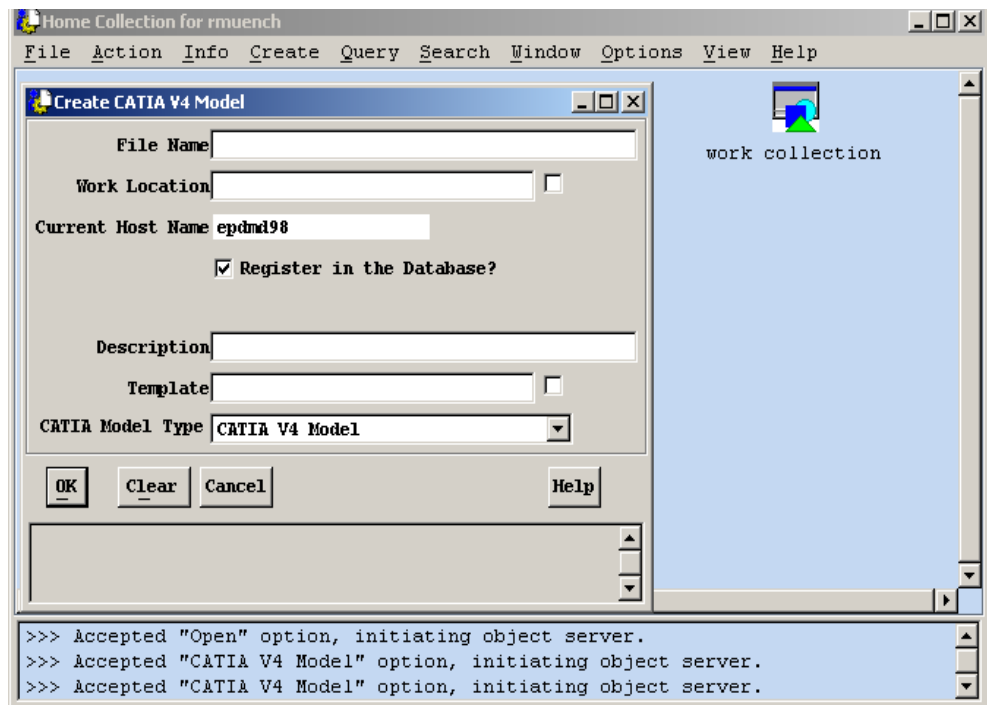 Home Collection for rmuench
File Action Info Create Query Search Window Options View Help
Create CATIA V4 Model
File Name
work collection
Work Location
Current Host Name epdmd98
Register in the Database?
Description
Template
CATIA Model Type CATIA V4 Model
OK Clear Cancel Help
>>> Accepted "Open" option, initiating object server.
>>> Accepted "CATIA V4 Model" option, initiating object server.
>>> Accepted "CATIA V4 Model" option, initiating object server.